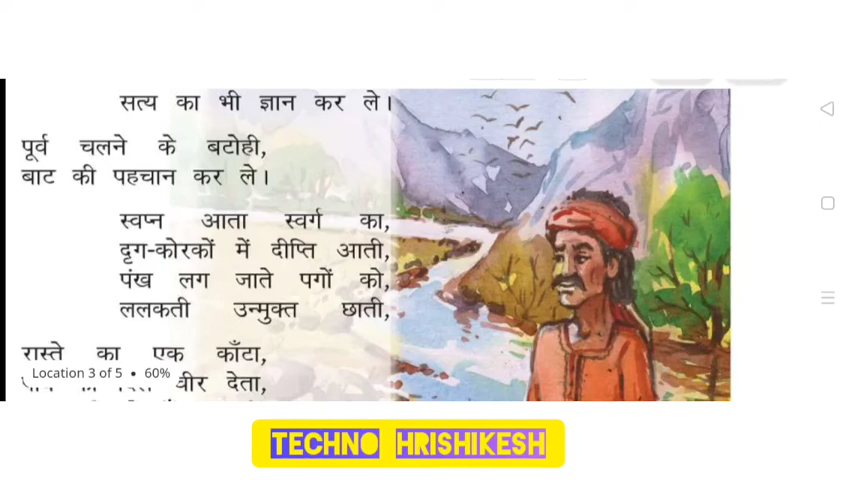 सत्य का भी ज्ञान कर ले।
पूर्व चलने के बटोही,
बाट की पहचान कर ले।
स्वप्न आता स्वर्ग का,
दृग-कोरकों में दीप्ति आती,
पंख लग जाते पगों को,
ललकती उन्मुक्त छाती,
रास्ते का एक काँटा,
Location 3 of 5 • 60%
देता,
TECHNO HRISHIKESH